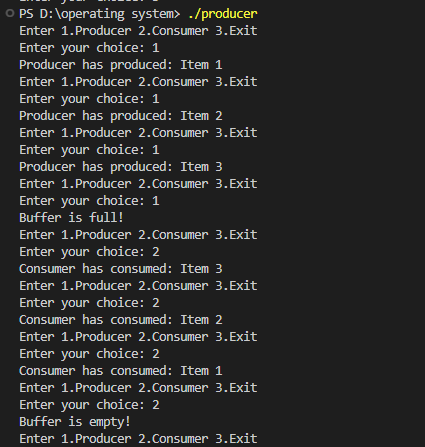 PS D:\operating system> ./producer
Enter 1.Producer 2.Consumer 3.Exit
Enter your choice: 1
Producer has produced: Item 1
Enter 1.Producer 2.Consumer 3.Exit
Enter your choice: 1
Producer has produced: Item 2
Enter 1.Producer 2.Consumer 3.Exit
Enter your choice: 1
Producer has produced: Item 3
Enter 1.Producer 2.Consumer 3.Exit
Enter your choice: 1
Buffer is full!
Enter 1.Producer 2.Consumer 3.Exit
Enter your choice: 2
Consumer has consumed: Item 3
Enter 1.Producer 2.Consumer 3.Exit
Enter your choice: 2
Consumer has consumed: Item 2
Enter 1.Producer 2.Consumer 3.Exit
Enter your choice: 2
Consumer has consumed: Item 1
Enter 1.Producer 2.Consumer 3.Exit
Enter your choice: 2
Buffer is empty!
Enter 1.Producer 2.Consumer 3.Exit